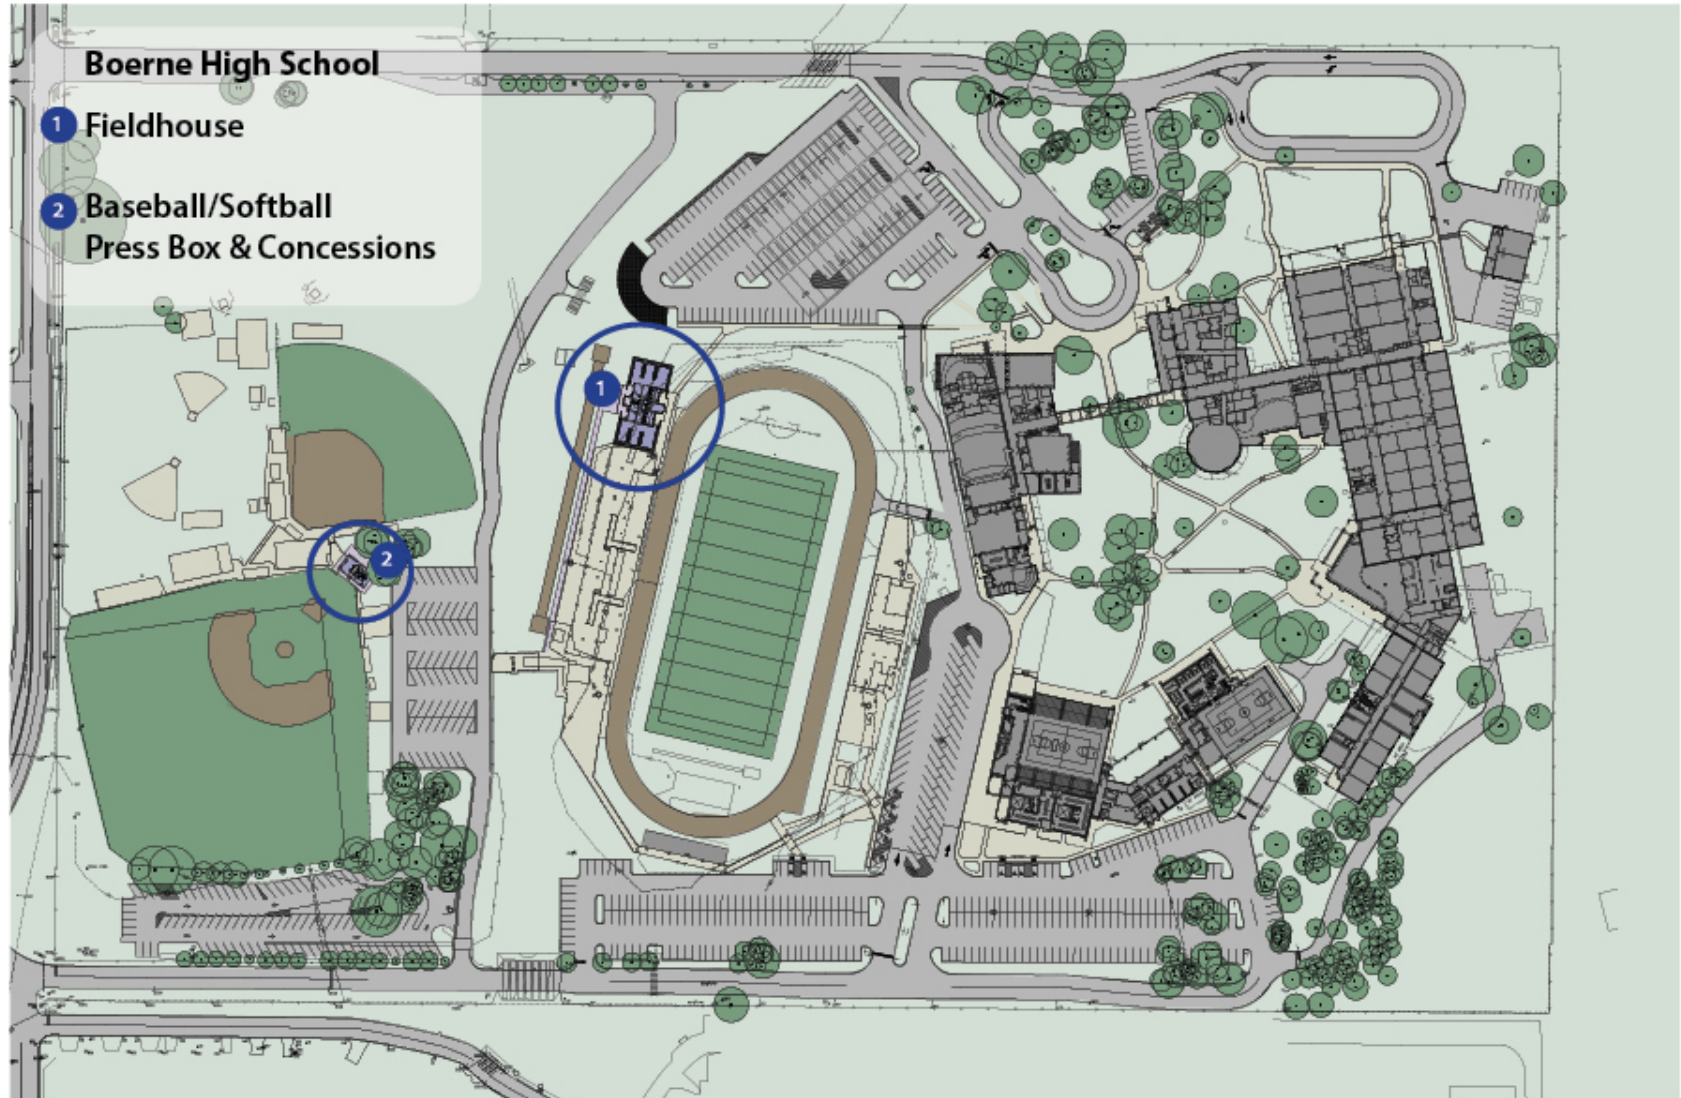 Boerne High School
1 Fieldhouse
2 Baseball/Softball
Press Box & Concessions
1
2